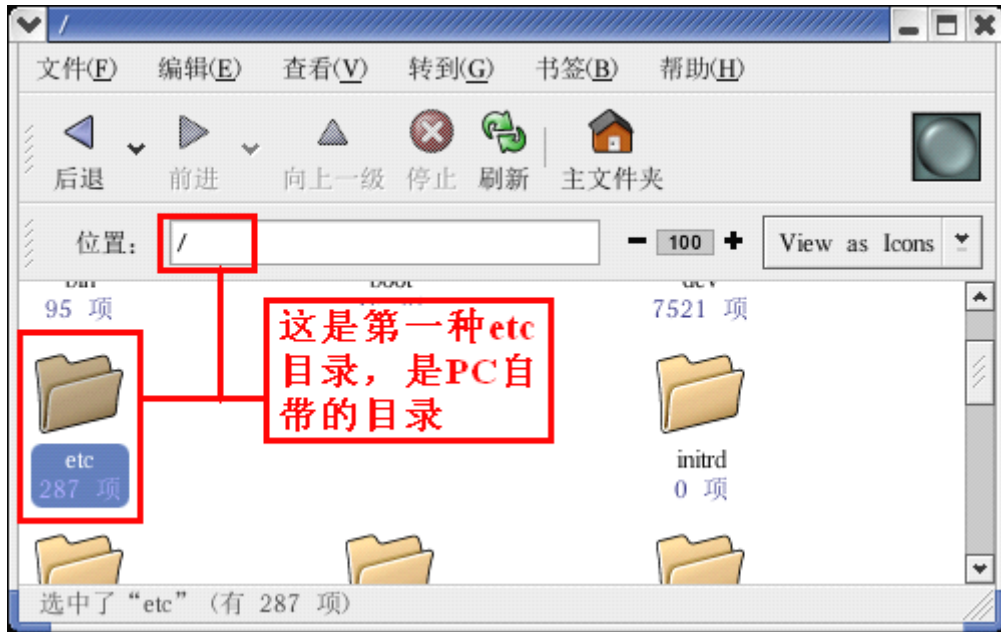 /
文件(F) 编辑(E) 查看(V) 转到(G) 书签(B) 帮助(H)
后退 前进 向上一级 停止 刷新 主文件夹
位置: / 100 View as Icons
95 项 7521 项
这是第一种etc
目录，是PC自
带的目录
etc initrd
287 项 0 项
选中了“etc” (有 287 项)